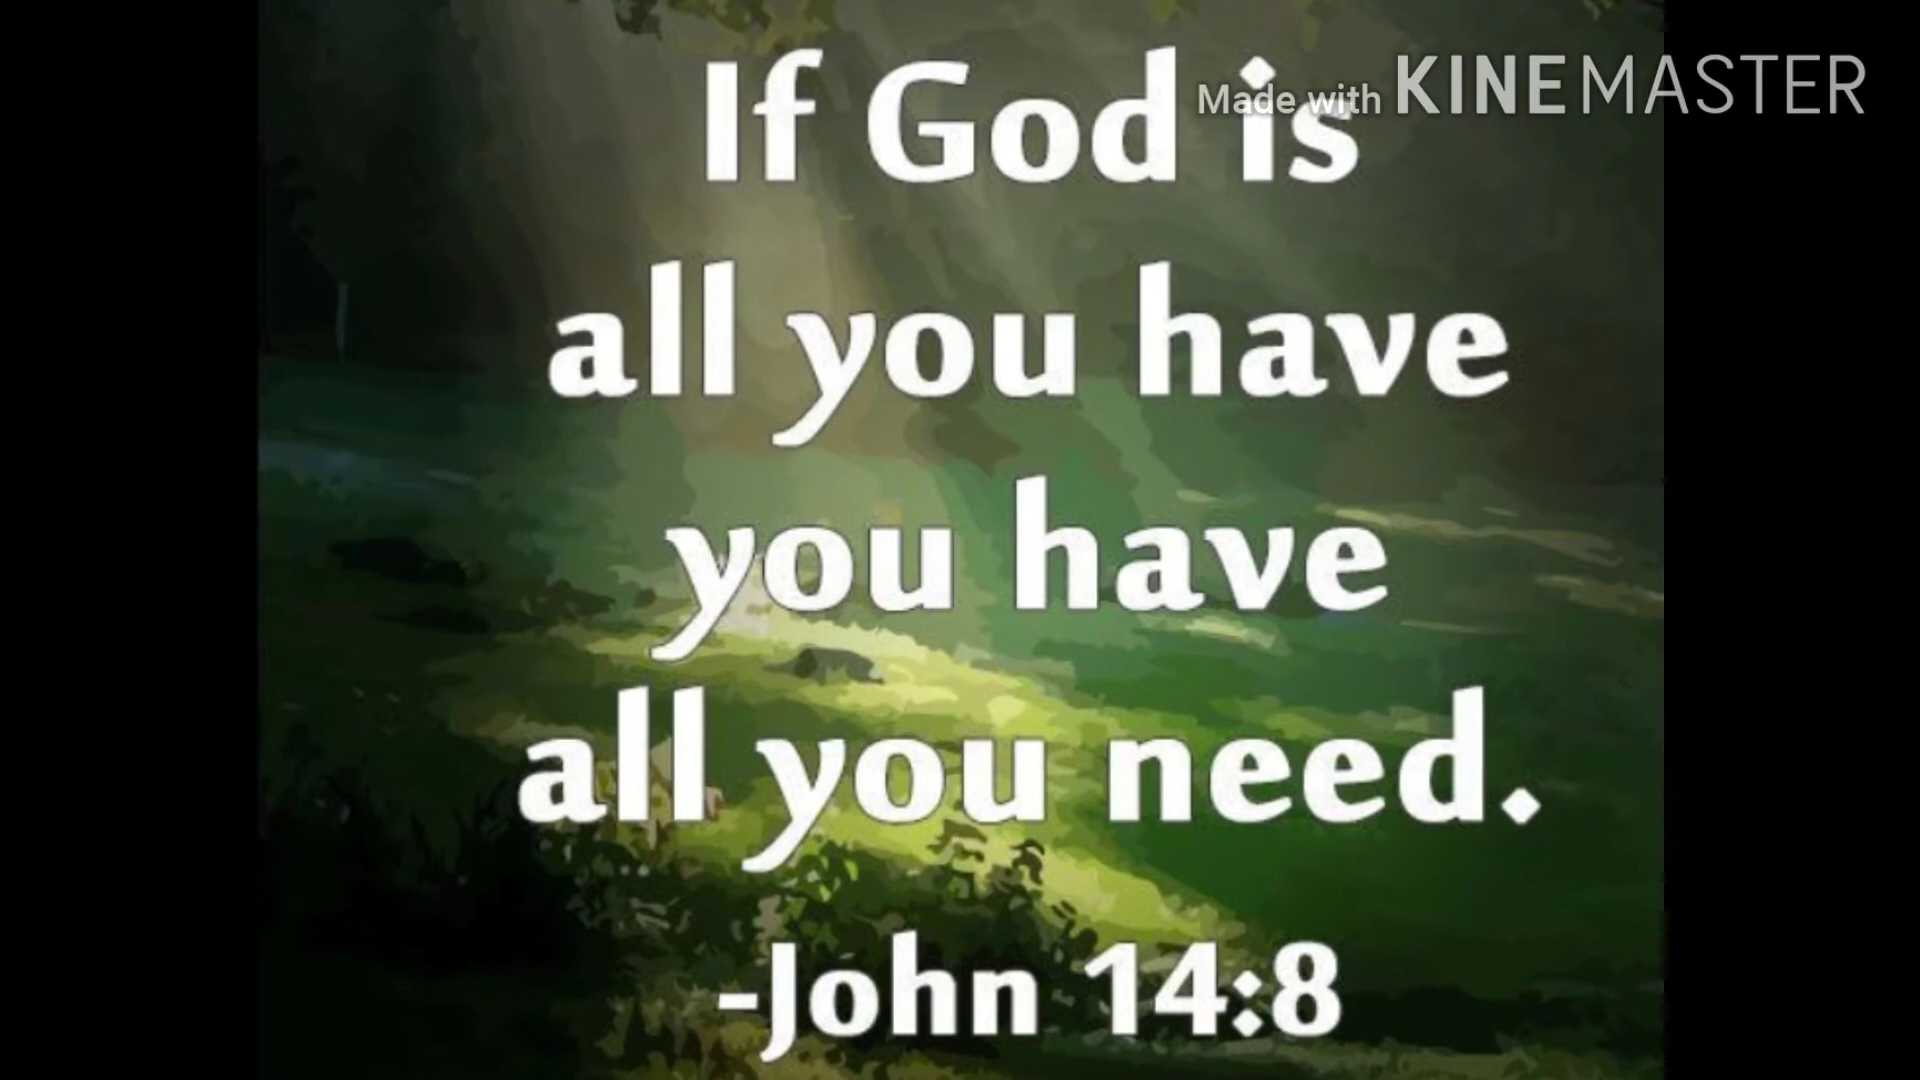 If God is
Made with KINEMASTER
all you have
you have
all you need.
-John 14:8